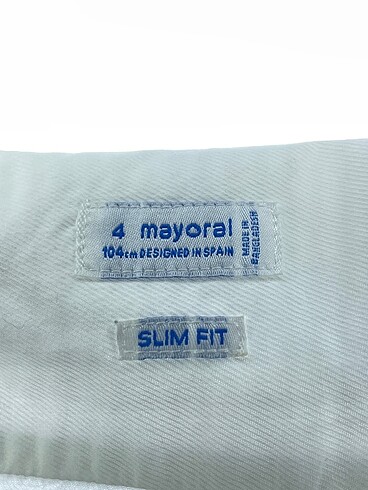 4 mayoral
104cm DESIGNED IN SPAIN
MADE IN
BANGLADESH
SLIM FIT